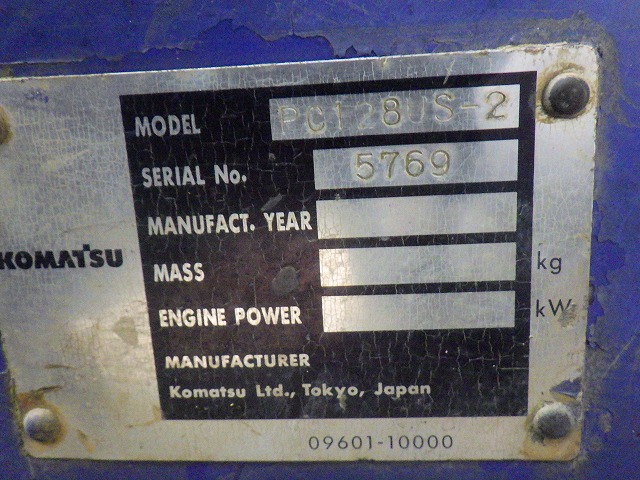 MODEL PC128US-2
SERIAL No. 5769
MANUFACT. YEAR
KOMATSU
MASS kg
ENGINE POWER kW
MANUFACTURER
Komatsu Ltd., Tokyo, Japan
09601-10000